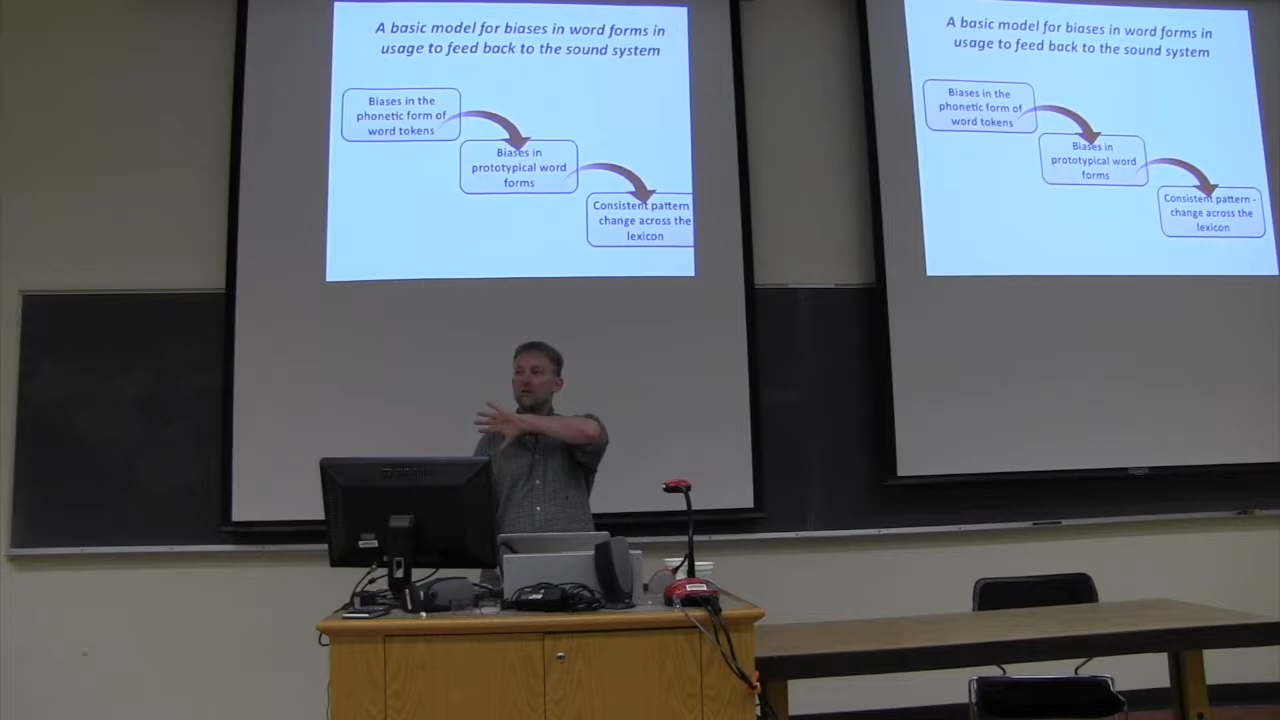 A basic model for biases in word forms in
usage to feed back to the sound system
Biases in the
phonetic form of
word tokens
Biases in
prototypical word
forms
Consistent pattern
change across the
lexicon
A basic model for biases in word forms in
usage to feed back to the sound system
Biases in the
phonetic form of
word tokens
Biases in
prototypical word
forms
Consistent pattern -
change across the
lexicon